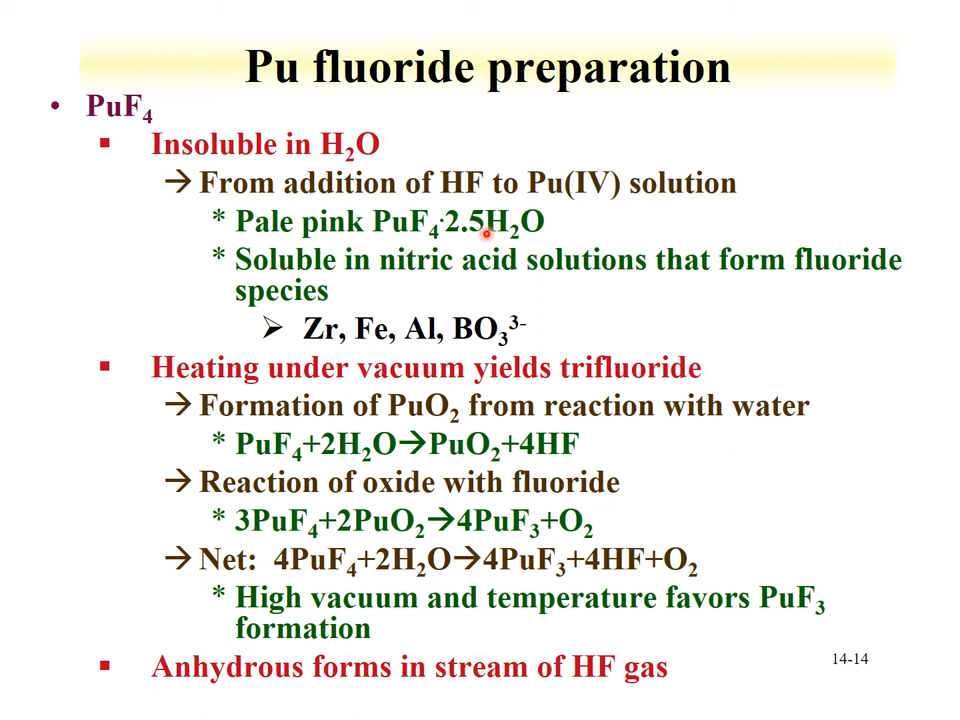 Pu fluoride preparation
• PuF₄
▪ Insoluble in H₂O
→ From addition of HF to Pu(IV) solution
* Pale pink PuF₄·2.5H₂O
* Soluble in nitric acid solutions that form fluoride
species
➢ Zr, Fe, Al, BO₃³⁻
▪ Heating under vacuum yields trifluoride
→ Formation of PuO₂ from reaction with water
* PuF₄+2H₂O→PuO₂+4HF
→ Reaction of oxide with fluoride
* 3PuF₄+2PuO₂→4PuF₃+O₂
→ Net: 4PuF₄+2H₂O→4PuF₃+4HF+O₂
* High vacuum and temperature favors PuF₃
formation
▪ Anhydrous forms in stream of HF gas
14-14